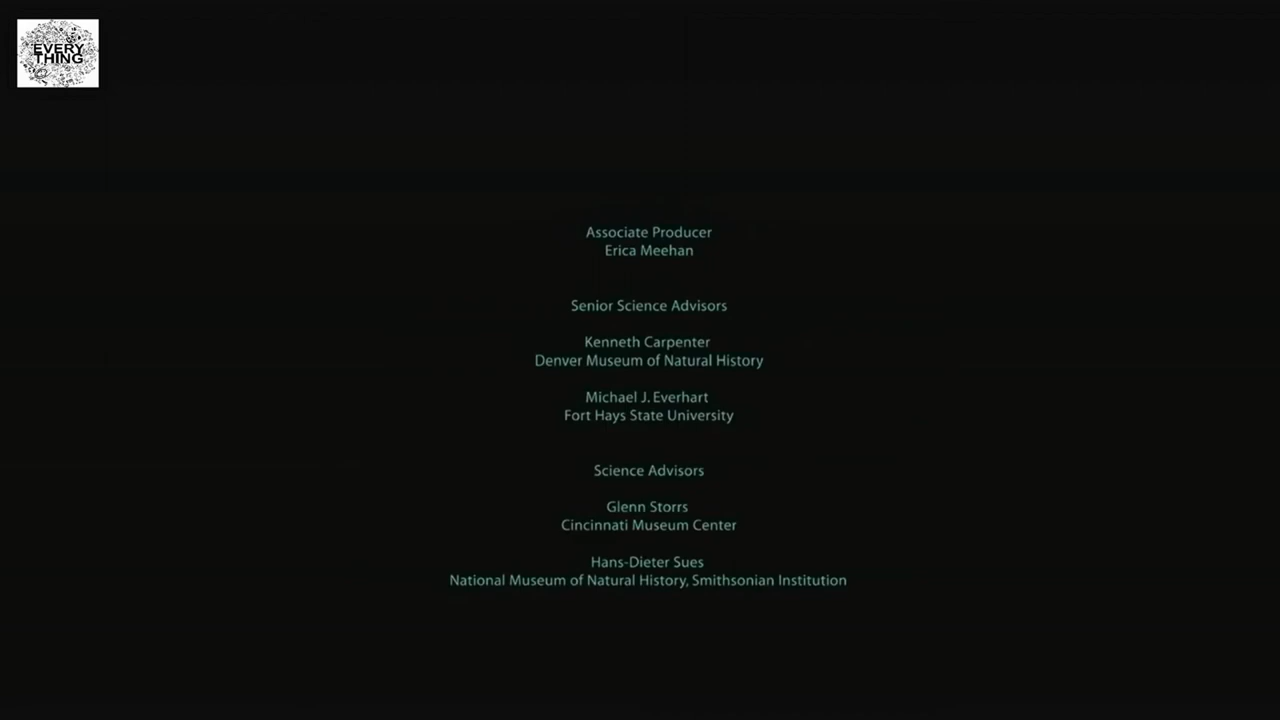 EVERY
THING
Associate Producer
Erica Meehan
Senior Science Advisors
Kenneth Carpenter
Denver Museum of Natural History
Michael J. Everhart
Fort Hays State University
Science Advisors
Glenn Storrs
Cincinnati Museum Center
Hans-Dieter Sues
National Museum of Natural History, Smithsonian Institution